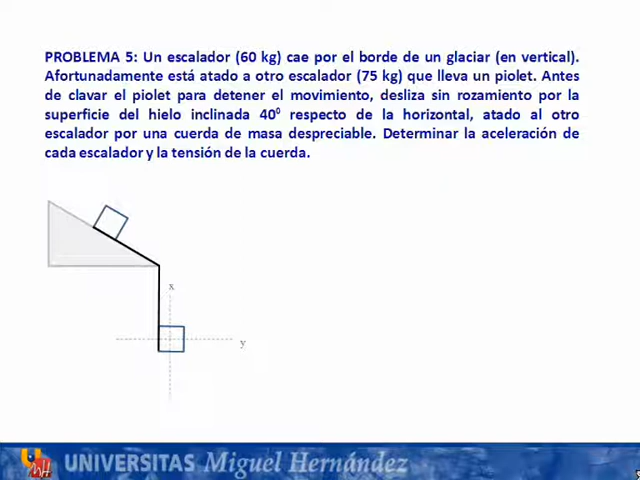 PROBLEMA 5: Un escalador (60 kg) cae por el borde de un glaciar (en vertical).
Afortunadamente está atado a otro escalador (75 kg) que lleva un piolet. Antes
de clavar el piolet para detener el movimiento, desliza sin rozamiento por la
superficie del hielo inclinada 40⁰ respecto de la horizontal, atado al otro
escalador por una cuerda de masa despreciable. Determinar la aceleración de
cada escalador y la tensión de la cuerda.
x
y
UNIVERSITAS Miguel Hernández